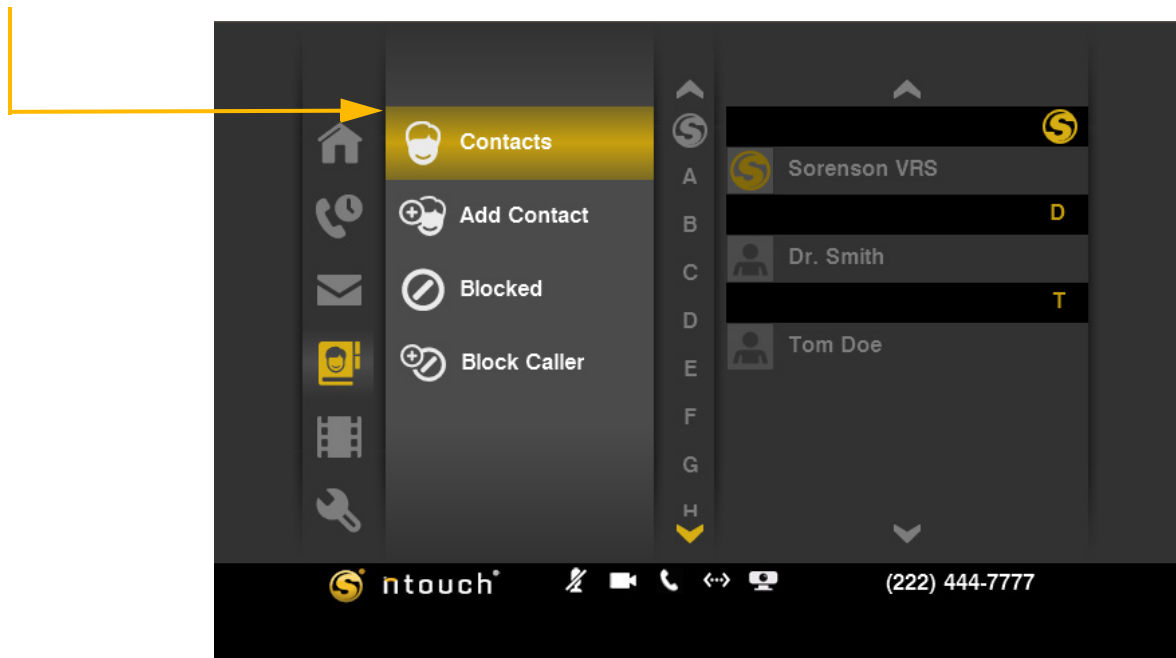 Contacts
Add Contact
Blocked
Block Caller
A
B
C
D
E
F
G
H
S
Sorenson VRS
D
Dr. Smith
T
Tom Doe
ntouch
(222) 444-7777